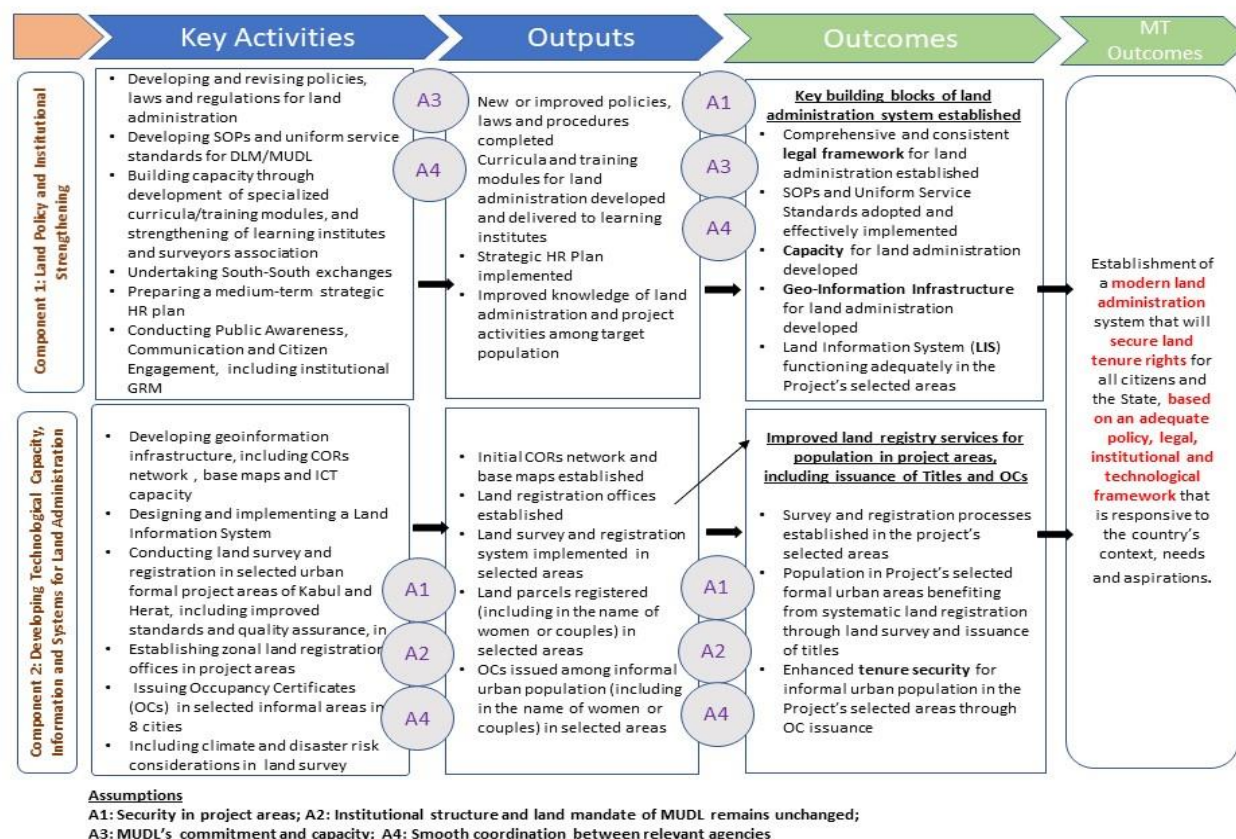 Key Activities
Outputs
Outcomes
MT
Outcomes
Component 1: Land Policy and Institutional
Strengthening
• Developing and revising policies,
laws and regulations for land
administration
• Developing SOPs and uniform service
standards for DLM/MUDL
• Building capacity through
development of specialized
curricula/training modules, and
strengthening of learning institutes
and surveyors association
• Undertaking South-South exchanges
• Preparing a medium-term strategic
HR plan
• Conducting Public Awareness,
Communication and Citizen
Engagement, including institutional
GRM
A3
A4
New or improved policies,
laws and procedures
completed
Curricula and training
modules for land
administration developed
and delivered to learning
institutes
• Strategic HR Plan
implemented
• Improved knowledge of land
administration and project
activities among target
population
A1
A3
A4
Key building blocks of land
administration system established
• Comprehensive and consistent
legal framework for land
administration established
• SOPs and Uniform Service
Standards adopted and
effectively implemented
• Capacity for land administration
developed
• Geo-Information Infrastructure
for land administration
developed
• Land Information System (LIS)
functioning adequately in the
Project's selected areas
Establishment of
a modern land
administration
system that will
secure land
tenure rights for
all citizens and
the State, based
on an adequate
policy, legal,
institutional and
technological
framework that
is responsive to
the country's
context, needs
and aspirations.
Component 2: Developing Technological Capacity,
Information and Systems for Land Administration
• Developing geoinformation
infrastructure, including CORs
network , base maps and ICT
capacity
• Designing and implementing a Land
Information System
• Conducting land survey and
registration in selected urban
formal project areas of Kabul and
Herat, including improved
standards and quality assurance, in
• Establishing zonal land registration
offices in project areas
• Issuing Occupancy Certificates
(OCs) in selected informal areas in
8 cities
• Including climate and disaster risk
considerations in land survey
A1
A2
A4
• Initial CORs network and
base maps established
• Land registration offices
established
• Land survey and registration
system implemented in
selected areas
• Land parcels registered
(including in the name of
women or couples) in
selected areas
• OCs issued among informal
urban population (including
in the name of women or
couples) in selected areas
A1
A2
A4
Improved land registry services for
population in project areas,
including issuance of Titles and OCs
• Survey and registration processes
established in the project's
selected areas
• Population in Project's selected
formal urban areas benefiting
from systematic land registration
through land survey and issuance
of titles
• Enhanced tenure security for
informal urban population in the
Project's selected areas through
OC issuance
Assumptions
A1: Security in project areas; A2: Institutional structure and land mandate of MUDL remains unchanged;
A3: MUDL's commitment and capacity; A4: Smooth coordination between relevant agencies